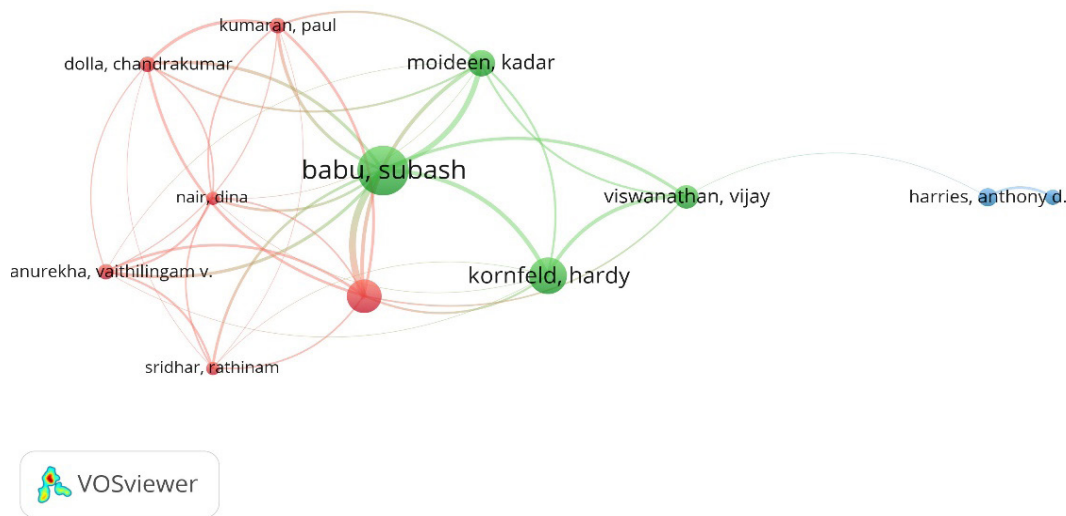 kumaran, paul
dolla, chandrakumar
moideen, kadar
babu, subash
nair, dina
viswanathan, vijay
harries, anthony d.
anurekha, vaithilingam v.
kornfeld, hardy
sridhar, rathinam
VOSviewer